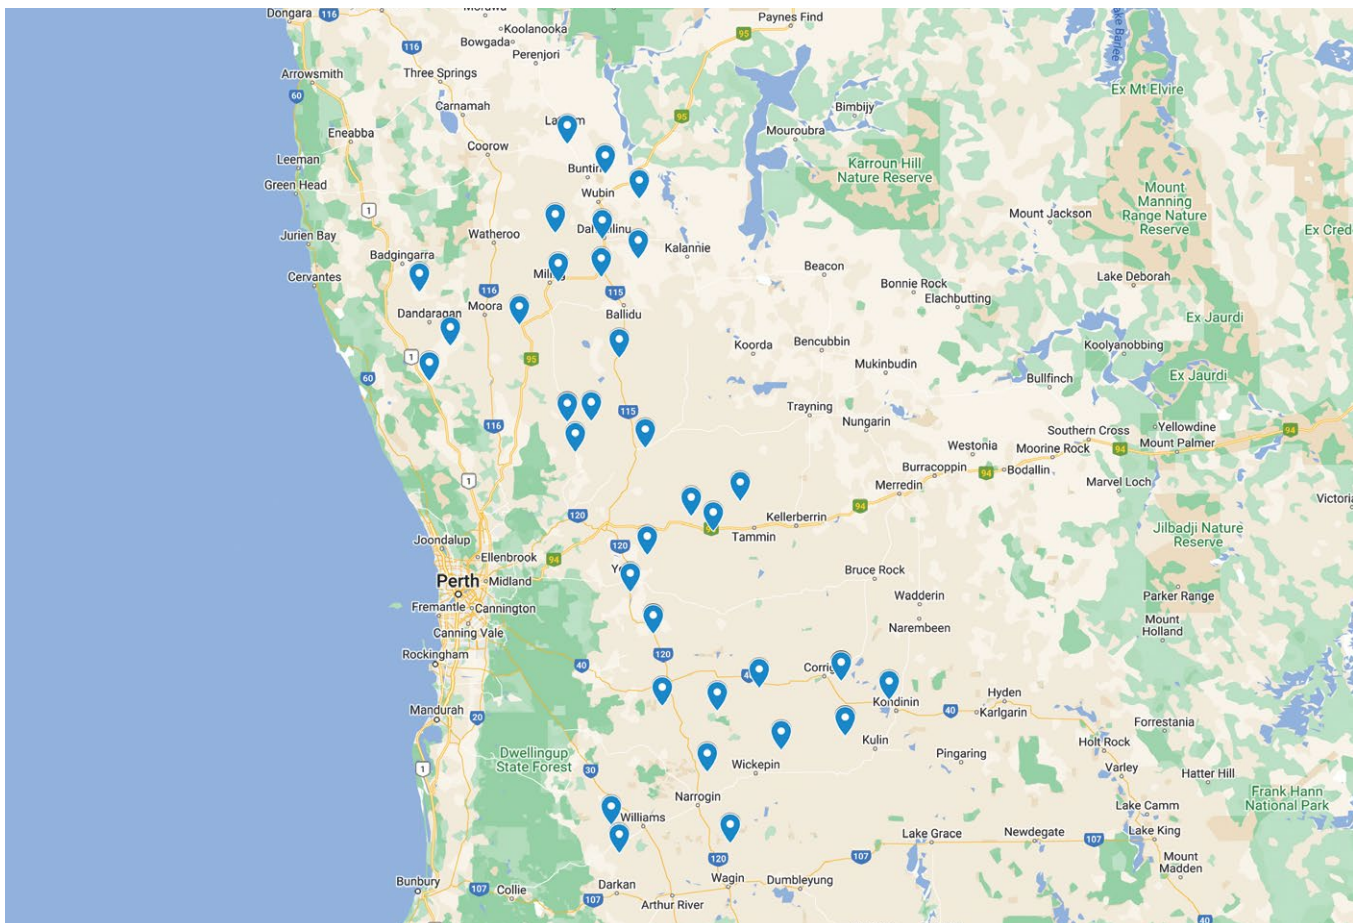 Dongara
116
Koolanooka
Bowgada
Perenjori
Paynes Find
95
Arrowsmith
60
Three Springs
116
Carnamah
Eneabba
Coorow
95
Bimbijy
Mouroubra
Ex Mt Elvire
Leeman
Green Head
Wubin
Karroun Hill
Nature Reserve
Mount
Manning
Range Nature
Reserve
1
Jurien Bay
Watheroo
Kalannie
Mount Jackson
Badgingarra
Cervantes
116
115
Beacon
Bonnie Rock
Elachbutting
Lake Deborah
Dandaragan
Moora
Ballidu
Ex Jaurdi
1
95
Koorda
Bencubbin
Mukinbudin
Koolyanobbing
60
Bullfinch
Ex Jaurdi
116
115
Trayning
Nungarin
Southern Cross
Yellowdine
94
Westonia
Moorine Rock
94
Mount Palmer
Burracoppin
94
Bodallin
1
Merredin
Marvel Loch
120
94
Kellerberrin
Joondalup
Ellenbrook
94
120
Tammin
Jilbadji Nature
Reserve
Perth
Midland
Bruce Rock
Fremantle
Cannington
Wadderin
Parker Range
Canning Vale
Narembeen
Mount
Holland
Rockingham
40
120
Mandurah
20
Kondinin
40
Hyden
Karlgarin
Forrestania
Dwellingup
State Forest
Kulin
Pingaring
Holt Rock
1
30
Wickepin
Varley
Hatter Hill
Narrogin
Frank Hann
National Park
Williams
Lake Camm
Lake Grace
Newdegate
107
Lake King
120
107
Mount
Madden
Bunbury
107
Collie
Darkan
107
Arthur River
Wagin
Dumbleyung
40